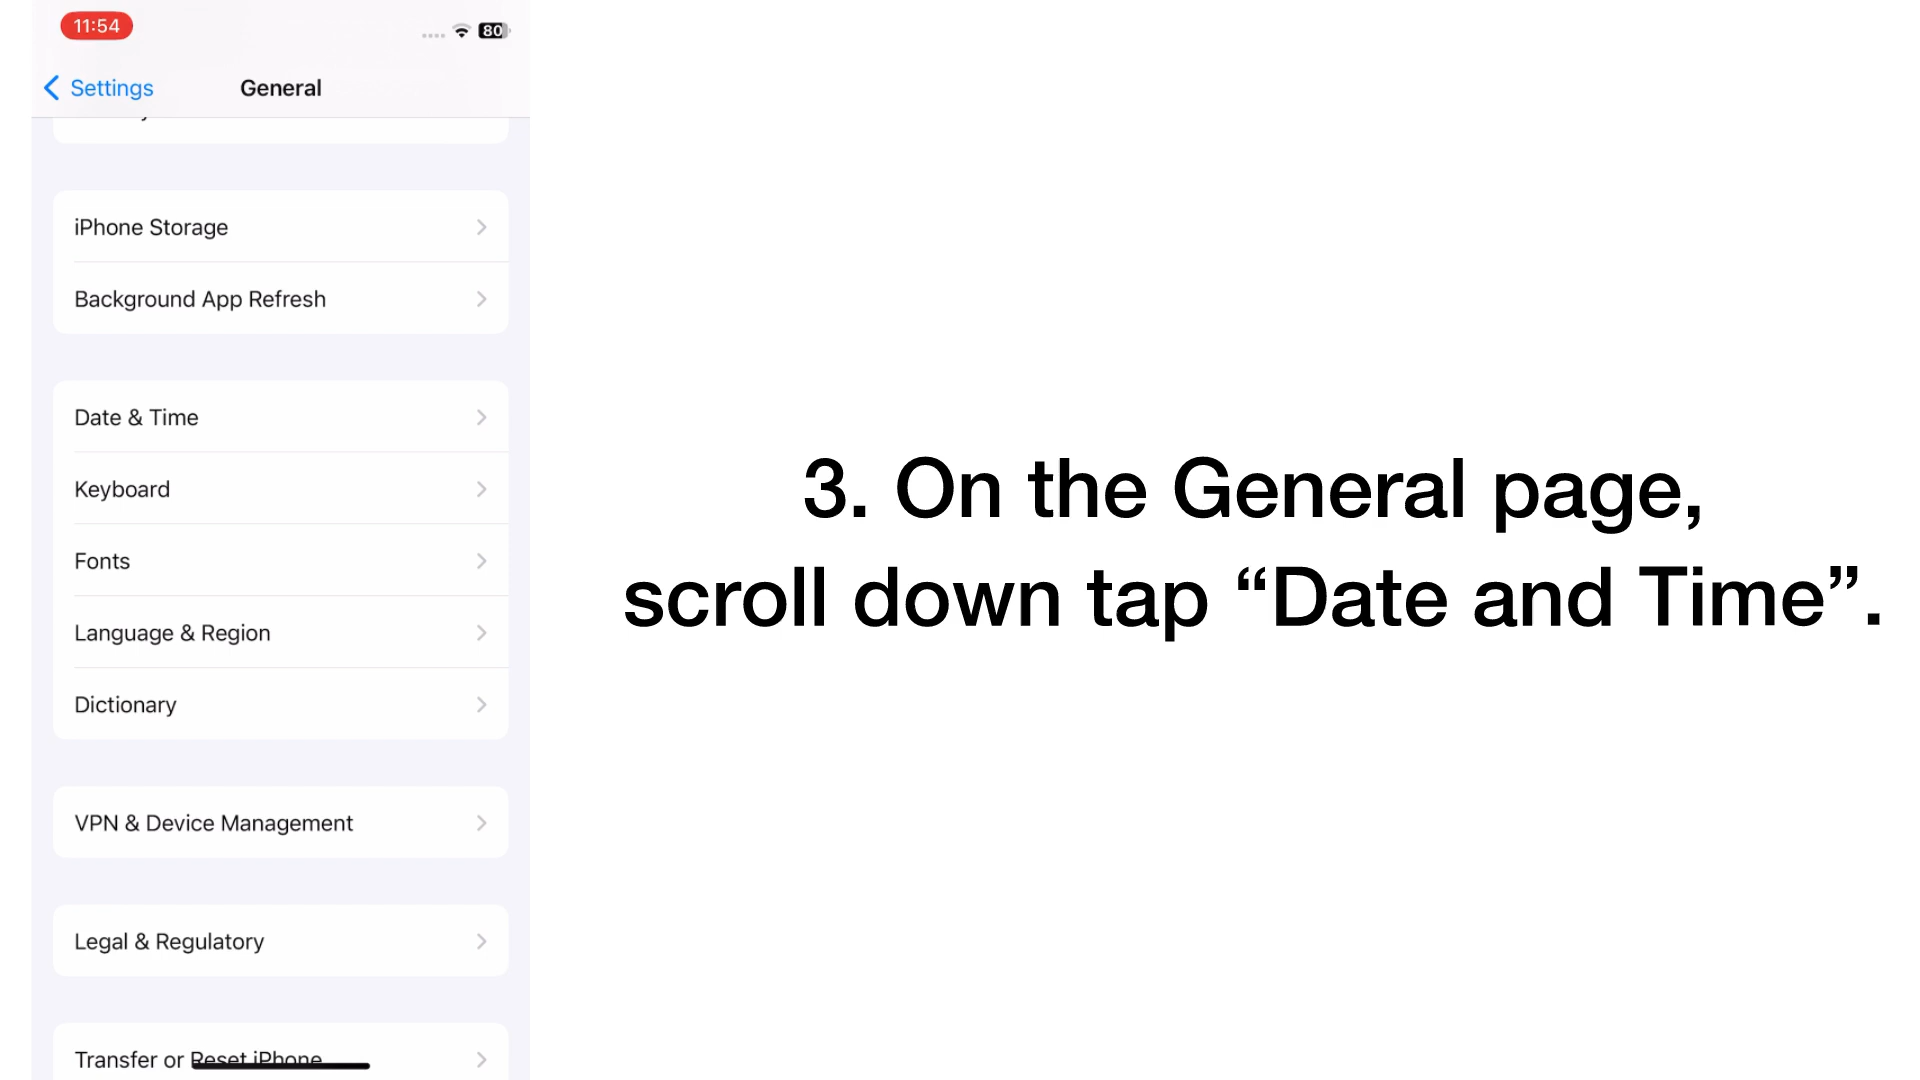 11:54
80
Settings
General
iPhone Storage
Background App Refresh
Date & Time
Keyboard
Fonts
Language & Region
Dictionary
VPN & Device Management
Legal & Regulatory
Transfer or Reset iPhone
3. On the General page,
scroll down tap “Date and Time”.